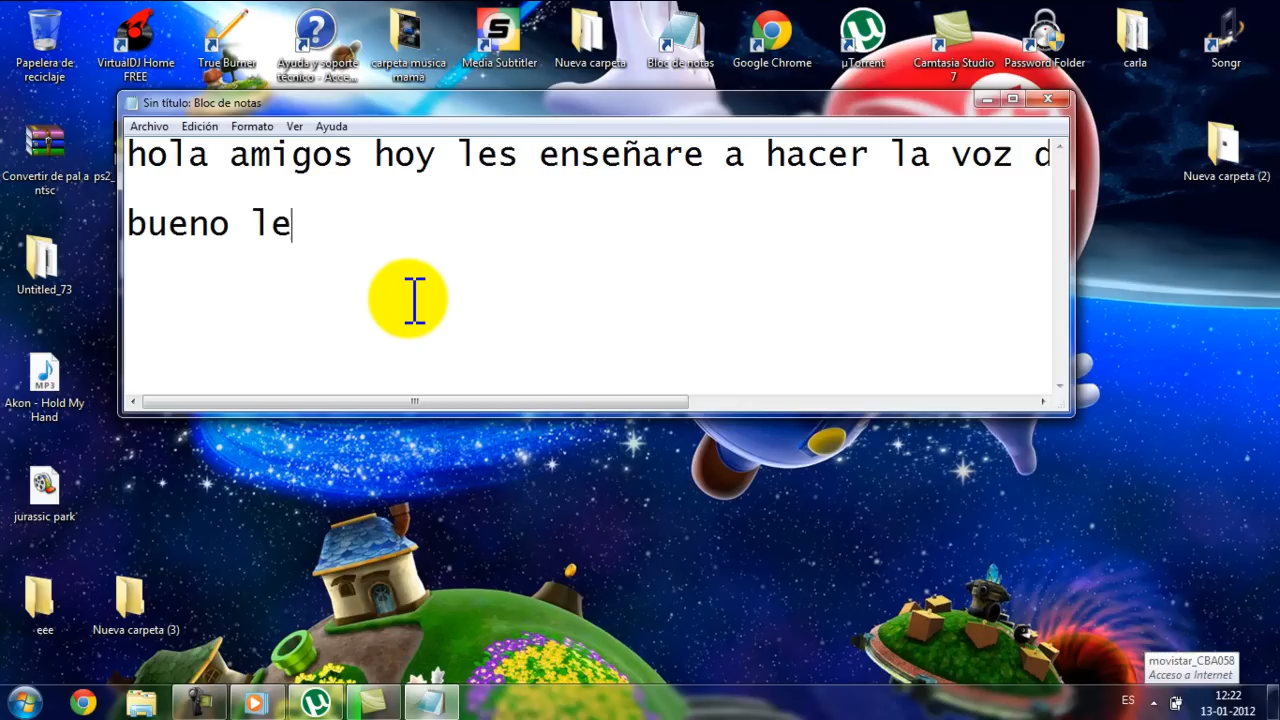 Papelera de reciclaje
VirtualDJ Home FREE
True Burner
Ayuda y soporte técnico - Acce...
carpeta musica mamá
Media Subtitler
Nueva carpeta
Bloc de notas
Google Chrome
µTorrent
Camtasia Studio 7
Password Folder
carla
Songr
Sin título: Bloc de notas
Archivo Edición Formato Ver Ayuda
hola amigos hoy les enseñare a hacer la voz d
bueno le
Convertir de pal a ntsc
ps2_
Nueva carpeta (2)
Untitled_73
MP3
Akon - Hold My Hand
jurassic park`
eee
Nueva carpeta (3)
movistar_CBA058
Acceso a Internet
ES
12:22
13-01-2012